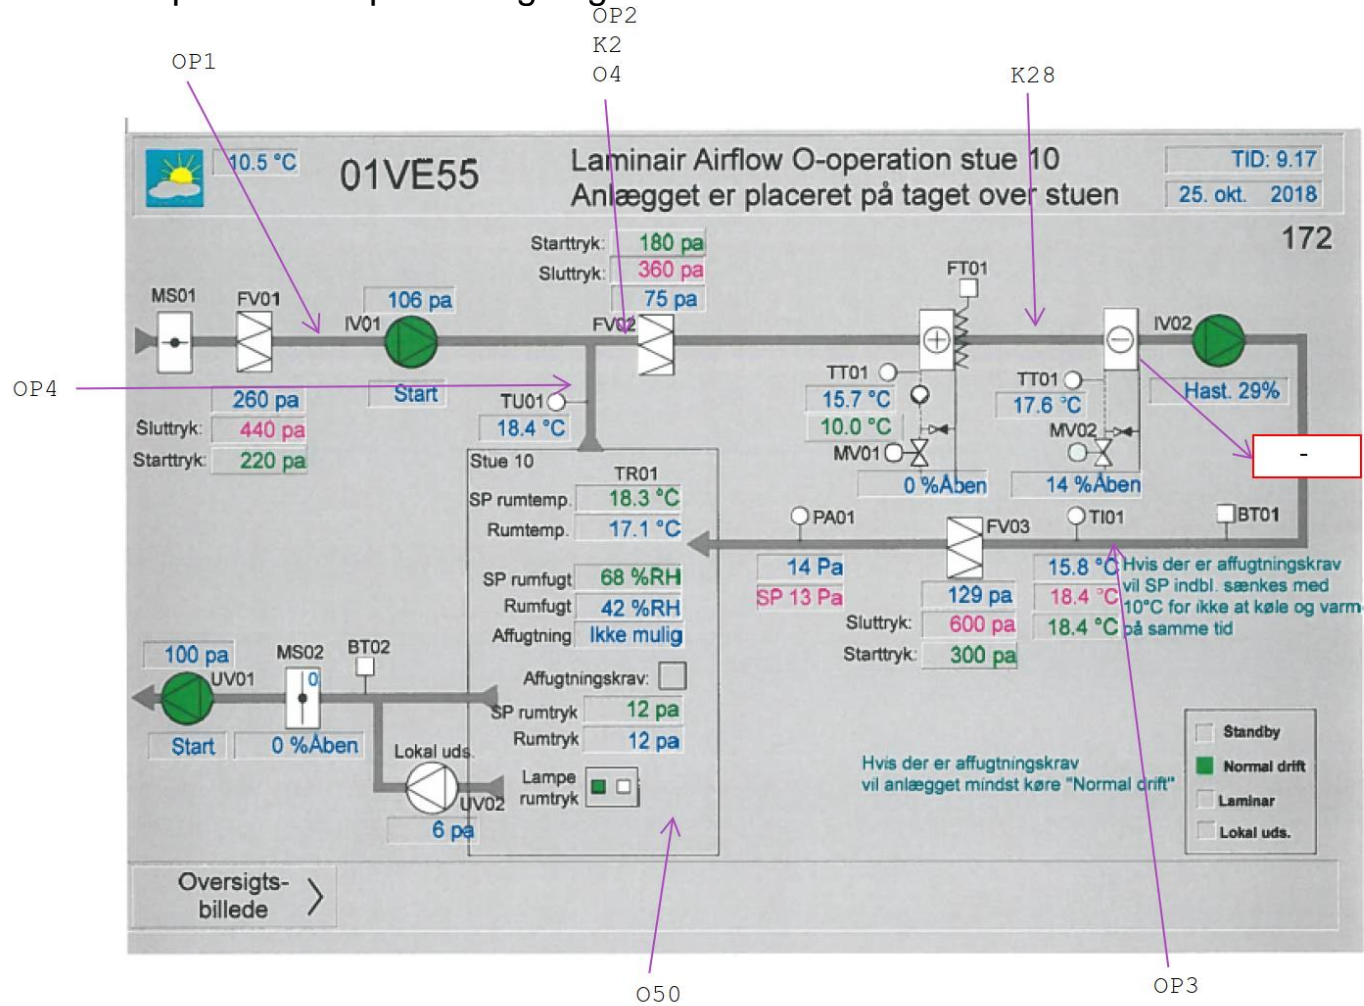 OP2
K2
O4
OP1
K28
10.5 °C
01VE55
Laminair Airflow O-operation stue 10
Anlægget er placeret på taget over stuen
TID: 9.17
25. okt. 2018
172
Starttryk: 180 pa
Sluttryk: 360 pa
75 pa
FT01
MS01
FV01
106 pa
IV01
FV02
IV02
OP4
260 pa
Start
Sluttryk: 440 pa
Starttryk: 220 pa
TU01
18.4 °C
TT01
15.7 °C
10.0 °C
MV01
0 %Åben
TT01
17.6 °C
MV02
14 %Åben
Hast. 29%
-
Stue 10
TR01
SP rumtemp. 18.3 °C
Rumtemp. 17.1 °C
SP rumfugt 68 %RH
Rumfugt 42 %RH
Affugtning Ikke mulig
Affugtningskrav:
SP rumtryk 12 pa
Rumtryk 12 pa
Lampe
rumtryk
PA01
14 Pa
SP 13 Pa
FV03
129 pa
Sluttryk: 600 pa
Starttryk: 300 pa
TI01
BT01
15.8 °C
18.4 °C
18.4 °C
Hvis der er affugtningskrav
vil SP indbl. sænkes med
10°C for ikke at køle og varm
på samme tid
100 pa
UV01
MS02
BT02
0
Start
0 %Åben
Lokal uds.
UV02
6 pa
Hvis der er affugtningskrav
vil anlægget mindst køre "Normal drift"
Standby
Normal drift
Laminar
Lokal uds.
Oversigts-
billede
O50
OP3